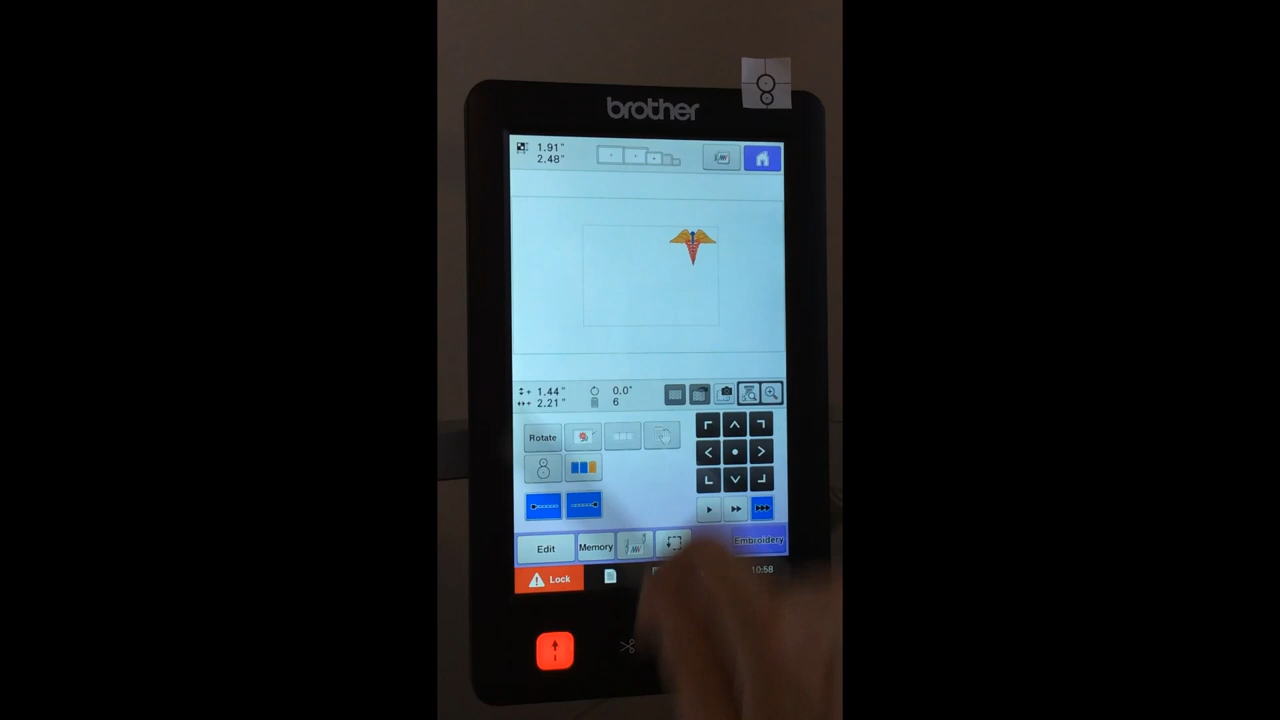 brother
1.91"
2.48"
1.44"
2.21"
0.0°
6
Rotate
Edit
Memory
Embroidery
Lock
10:58